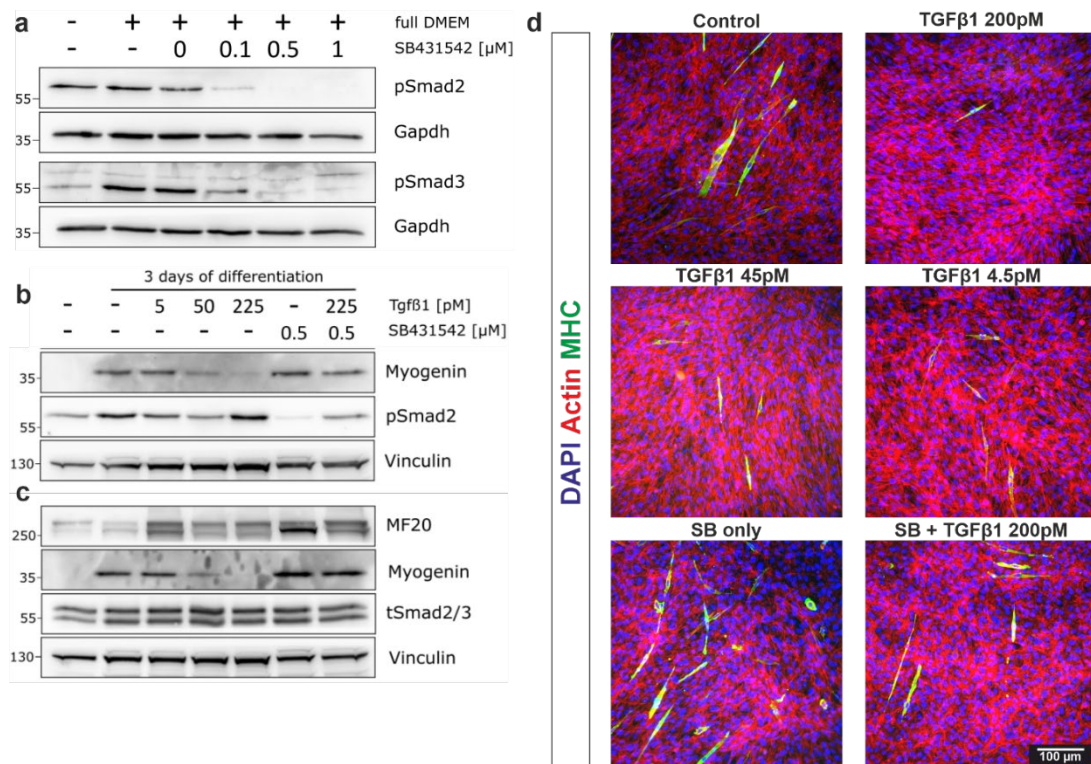 a
- + + + + + full DMEM
- - 0 0.1 0.5 1 SB431542 [µM]
55 pSmad2
35 Gapdh
55 pSmad3
35 Gapdh
b
3 days of differentiation
- - 5 50 225 - 225 Tgfβ1 [pM]
- - - - - 0.5 0.5 SB431542 [µM]
35 Myogenin
55 pSmad2
130 Vinculin
c
250 MF20
35 Myogenin
55 tSmad2/3
130 Vinculin
d
DAPI Actin MHC
Control
TGFβ1 200pM
TGFβ1 45pM
TGFβ1 4.5pM
SB only
SB + TGFβ1 200pM
100 µm